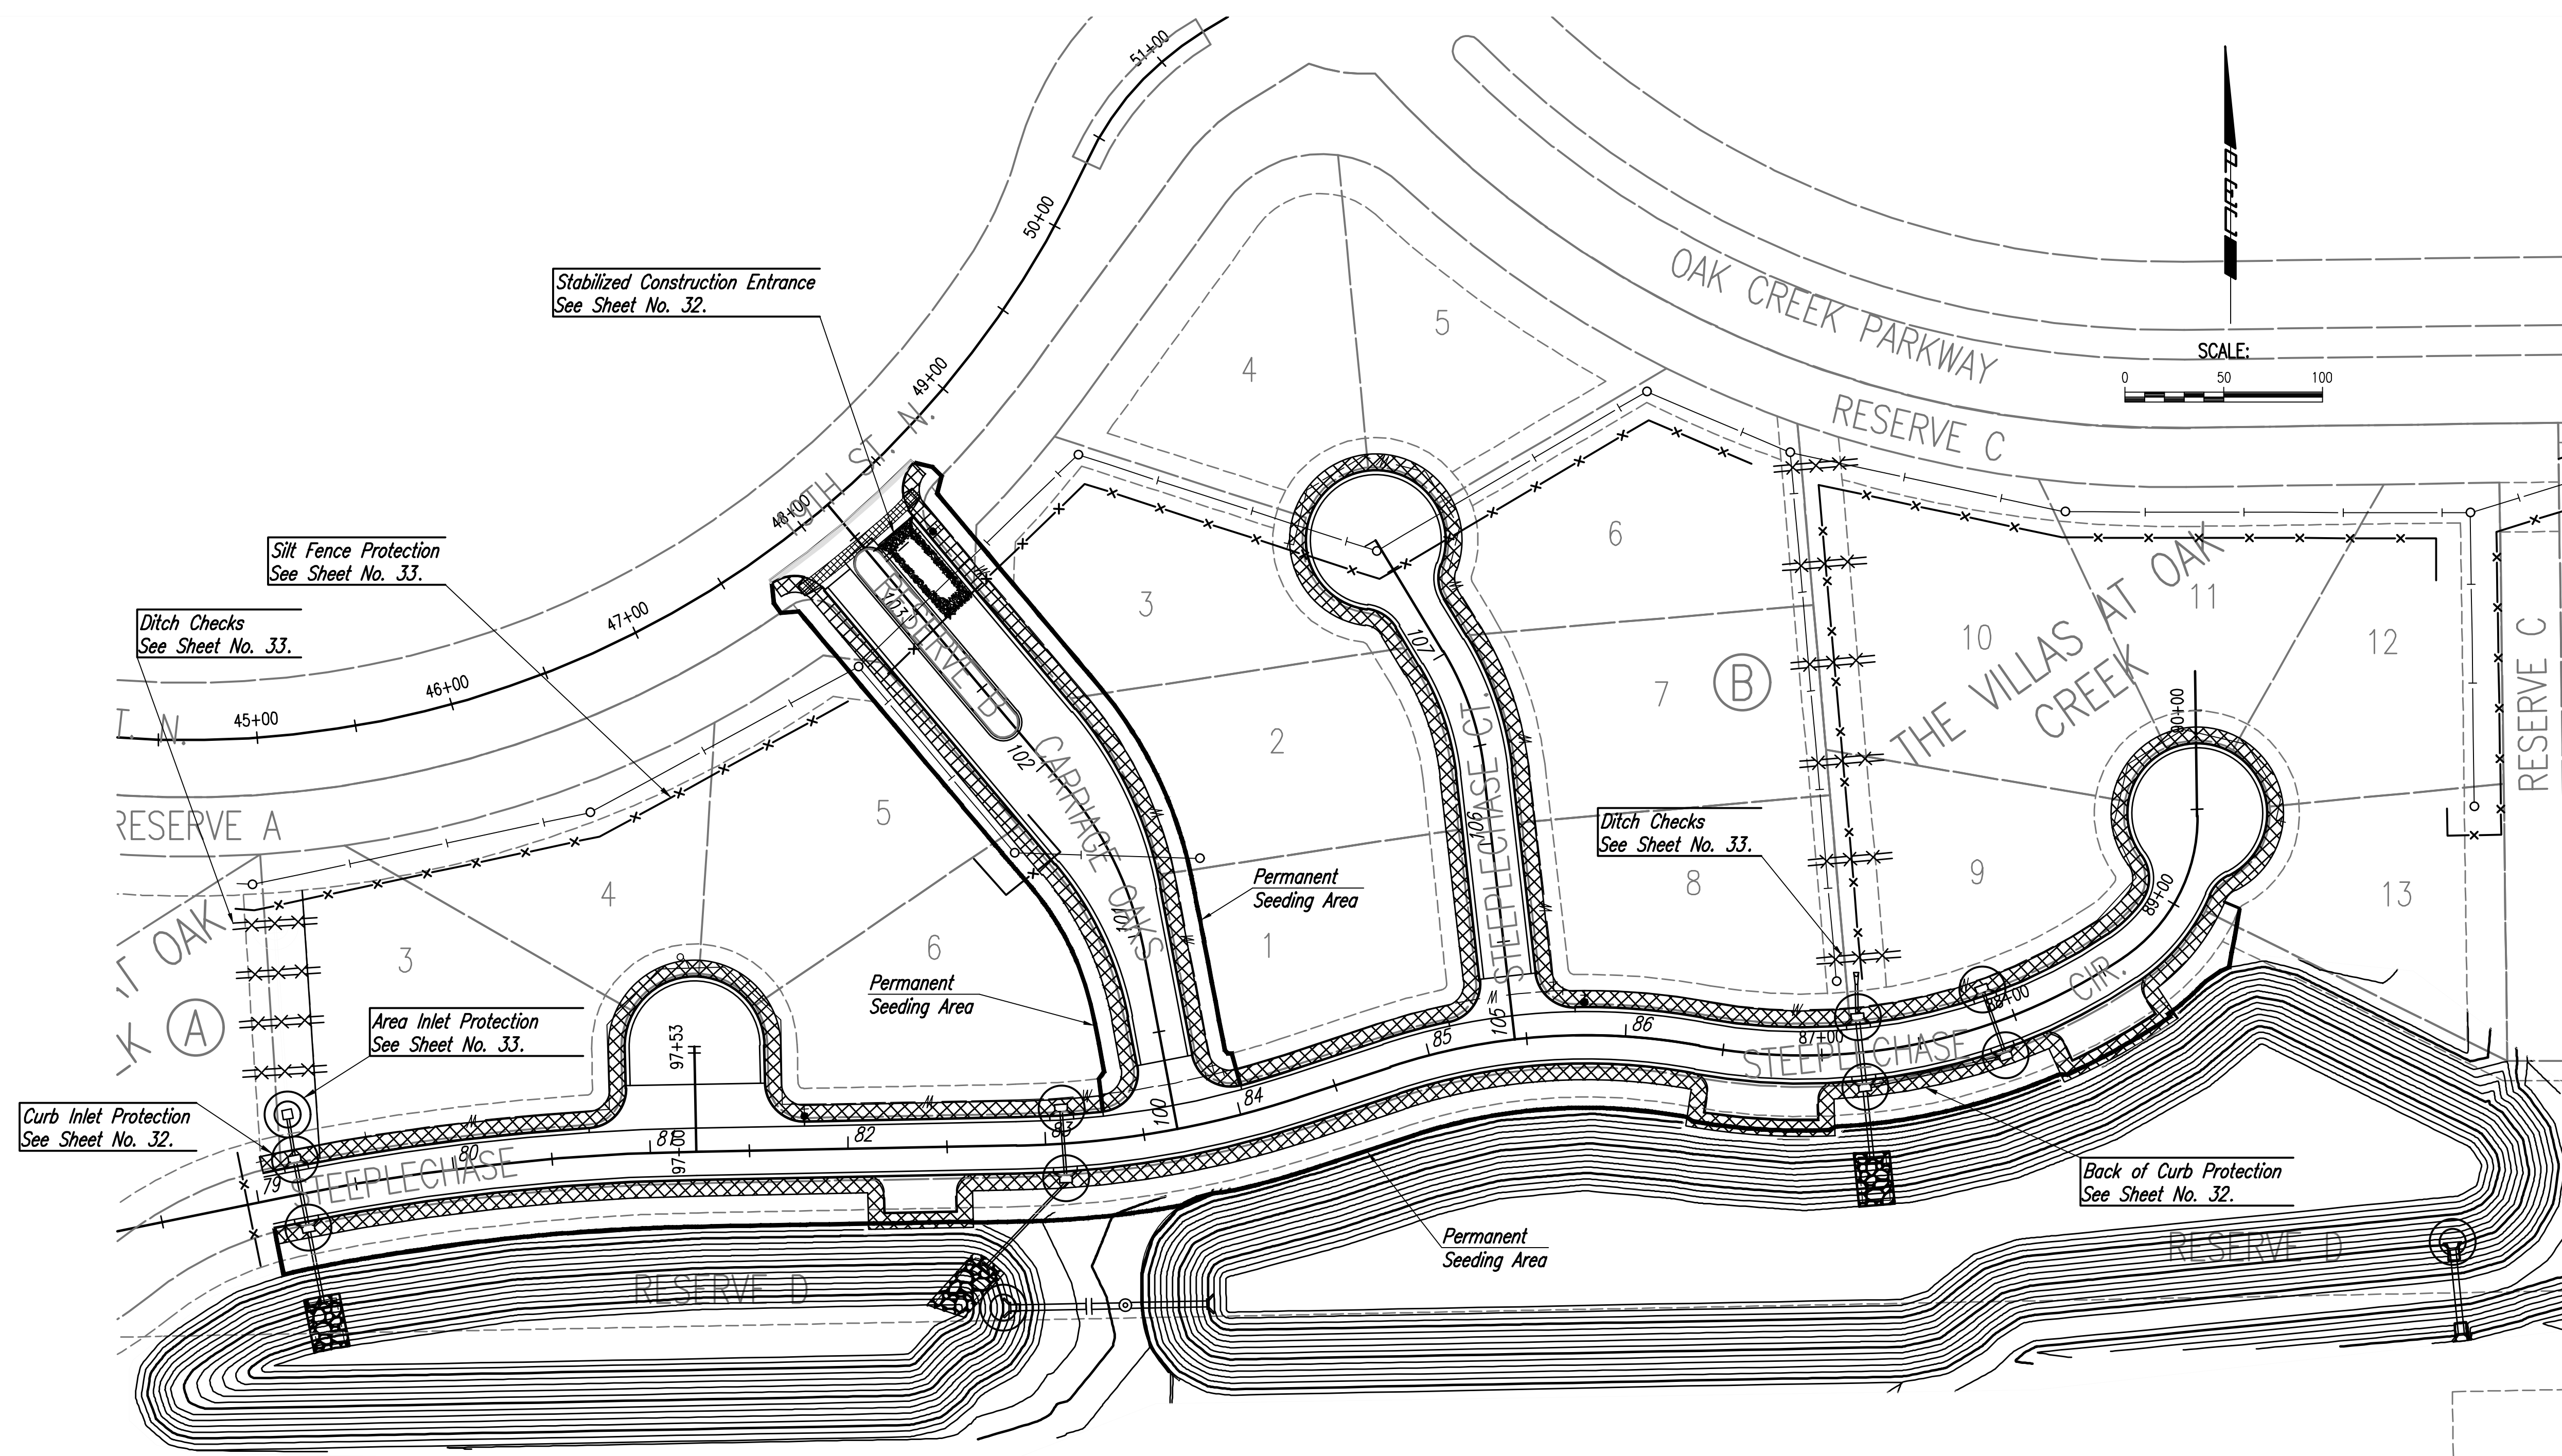 51+00
50+00
49+00
48+00
47+00
46+00
45+00
Stabilized Construction Entrance
See Sheet No. 32.
Silt Fence Protection
See Sheet No. 33.
Ditch Checks
See Sheet No. 33.
OAK CREEK PARKWAY
RESERVE C
SCALE:
0 50 100
ST. N.
T. N.
RESERVE A
RESERVE B
103
102
101
100
CARRIAGE OAKS
4
5
3
2
1
6
7
8
B
9
10
11
12
13
THE VILLAS AT OAK
CREEK
RESERVE C
107
106
105
STEEPLECHASE CT.
90+00
89+00
88+00
87+00
86
85
84
83
82
81
80
79
Ditch Checks
See Sheet No. 33.
Permanent
Seeding Area
Permanent
Seeding Area
AT OAK
K
A
3
4
5
6
97+53
97+00
Area Inlet Protection
See Sheet No. 33.
Curb Inlet Protection
See Sheet No. 32.
STEEPLECHASE
STEEPLECHASE CIR.
Back of Curb Protection
See Sheet No. 32.
Permanent
Seeding Area
RESERVE D
RESERVE D